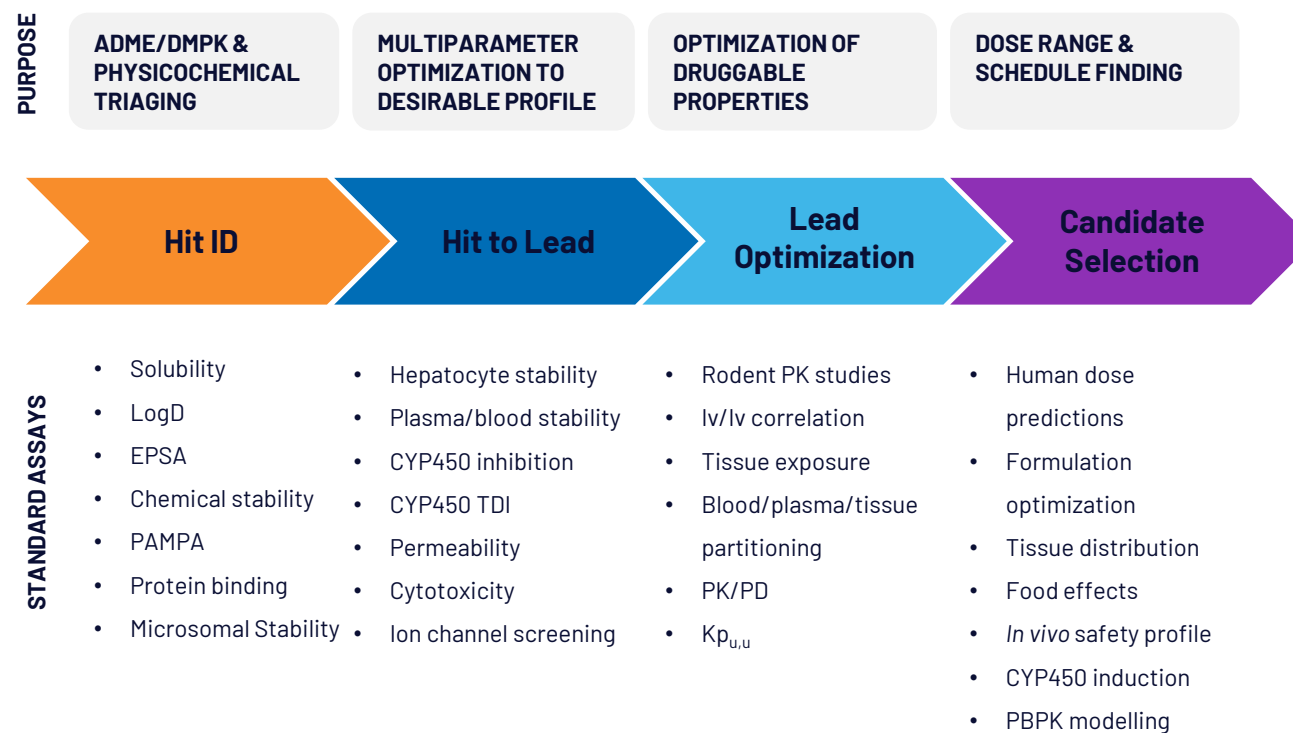 PURPOSE
ADME/DMPK &
PHYSICOCHEMICAL
TRIAGING
MULTIPARAMETER
OPTIMIZATION TO
DESIRABLE PROFILE
OPTIMIZATION OF
DRUGGABLE
PROPERTIES
DOSE RANGE &
SCHEDULE FINDING
Hit ID
Hit to Lead
Lead
Optimization
Candidate
Selection
STANDARD ASSAYS
• Solubility
• LogD
• EPSA
• Chemical stability
• PAMPA
• Protein binding
• Microsomal Stability
• Hepatocyte stability
• Plasma/blood stability
• CYP450 inhibition
• CYP450 TDI
• Permeability
• Cytotoxicity
• Ion channel screening
• Rodent PK studies
• Iv/Iv correlation
• Tissue exposure
• Blood/plasma/tissue
partitioning
• PK/PD
• Kpu,u
• Human dose
predictions
• Formulation
optimization
• Tissue distribution
• Food effects
• In vivo safety profile
• CYP450 induction
• PBPK modelling